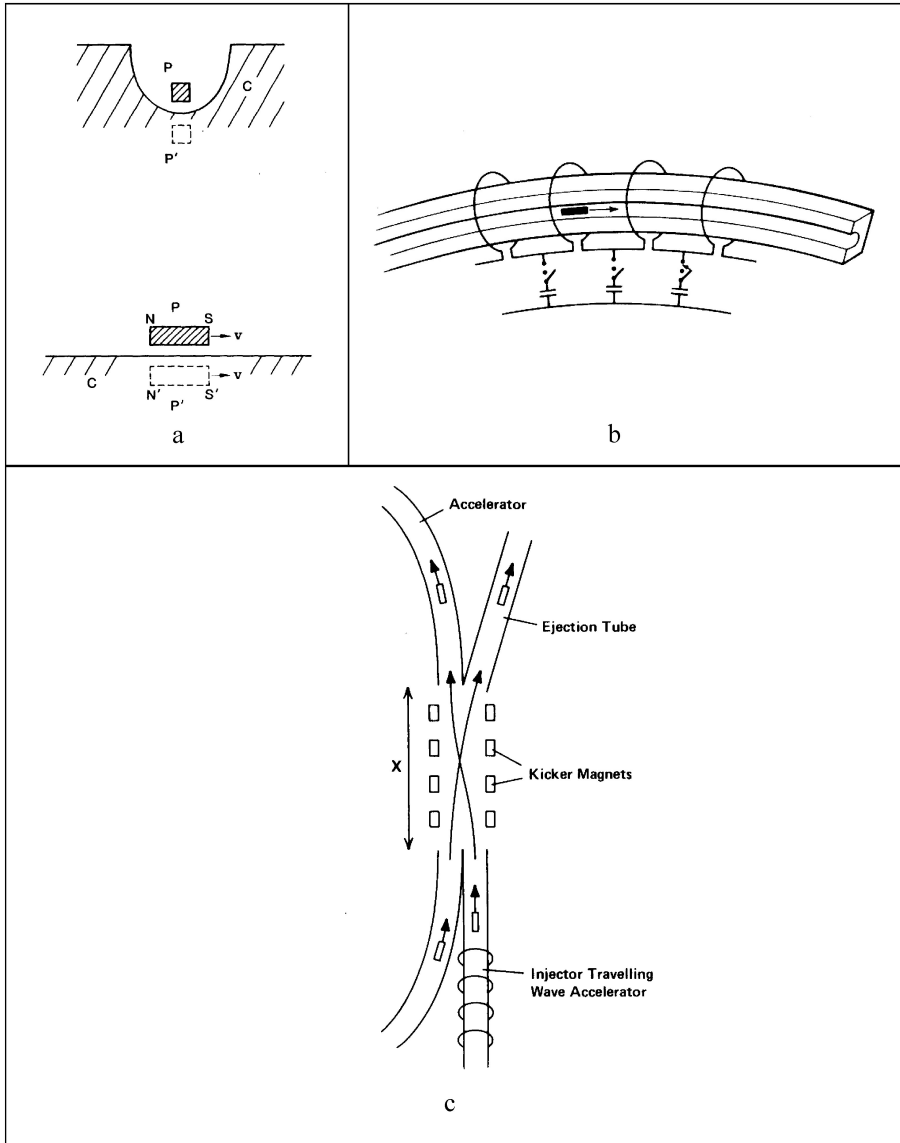 P
C
P'
P
N S
v
C
v
N' S'
P'
a
b
Accelerator
Ejection Tube
X
Kicker Magnets
Injector Travelling
Wave Accelerator
c